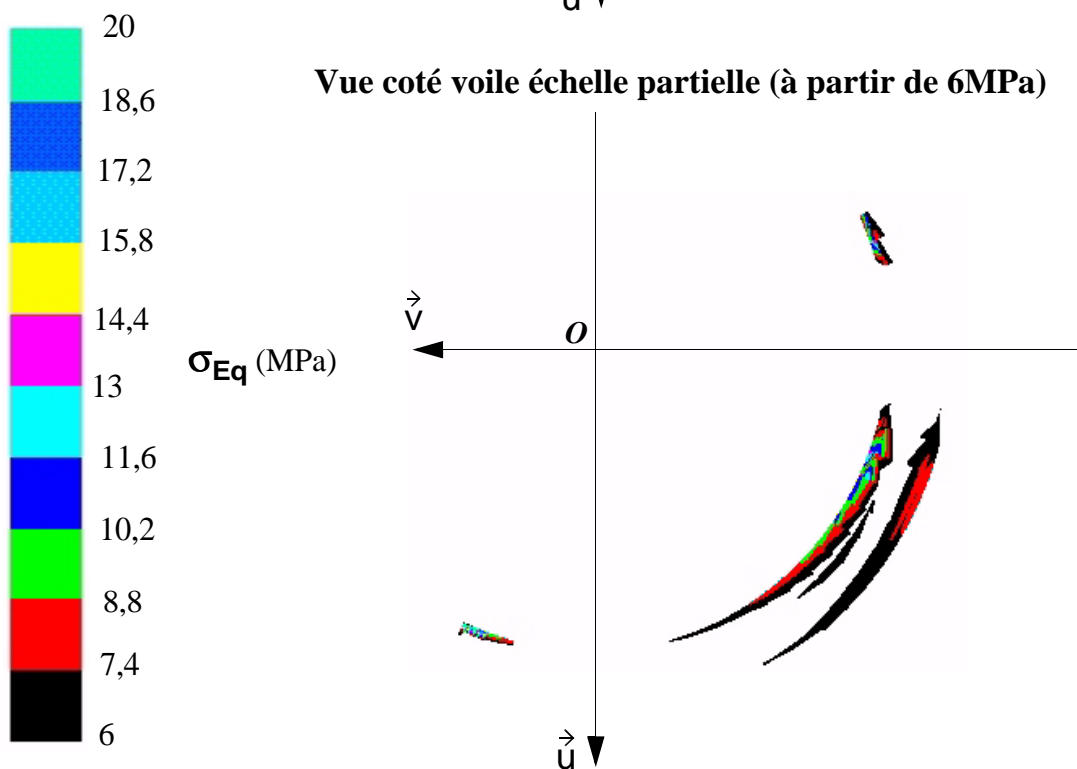 u
20
Vue coté voile échelle partielle (à partir de 6MPa)
18,6
17,2
15,8
14,4
v
O
σEq (MPa)
13
11,6
10,2
8,8
7,4
6
u